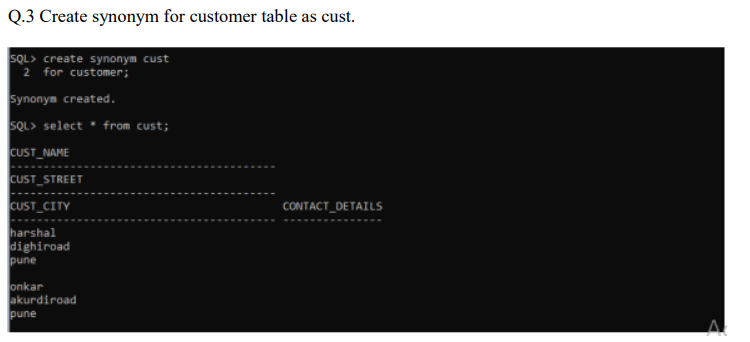 Q.3 Create synonym for customer table as cust.
SQL> create synonym cust
2 for customer;
Synonym created.
SQL> select * from cust;
CUST_NAME
--------------------------------------------
CUST_STREET
--------------------------------------------
CUST_CITY CONTACT_DETAILS
-------------------------------------------- ---------------
harshal
dighiroad
pune
onkar
akurdiroad
pune